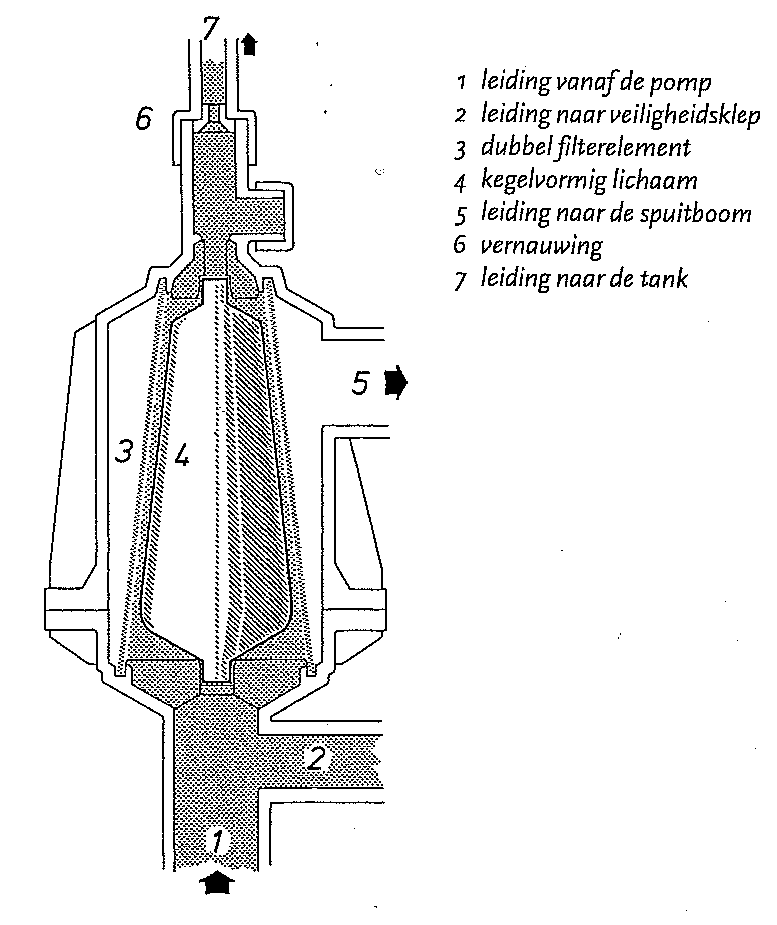 7
6
5
3
4
2
1
1 leiding vanaf de pomp
2 leiding naar veiligheidsklep
3 dubbel filterelement
4 kegelvormig lichaam
5 leiding naar de spuitboom
6 vernauwing
7 leiding naar de tank